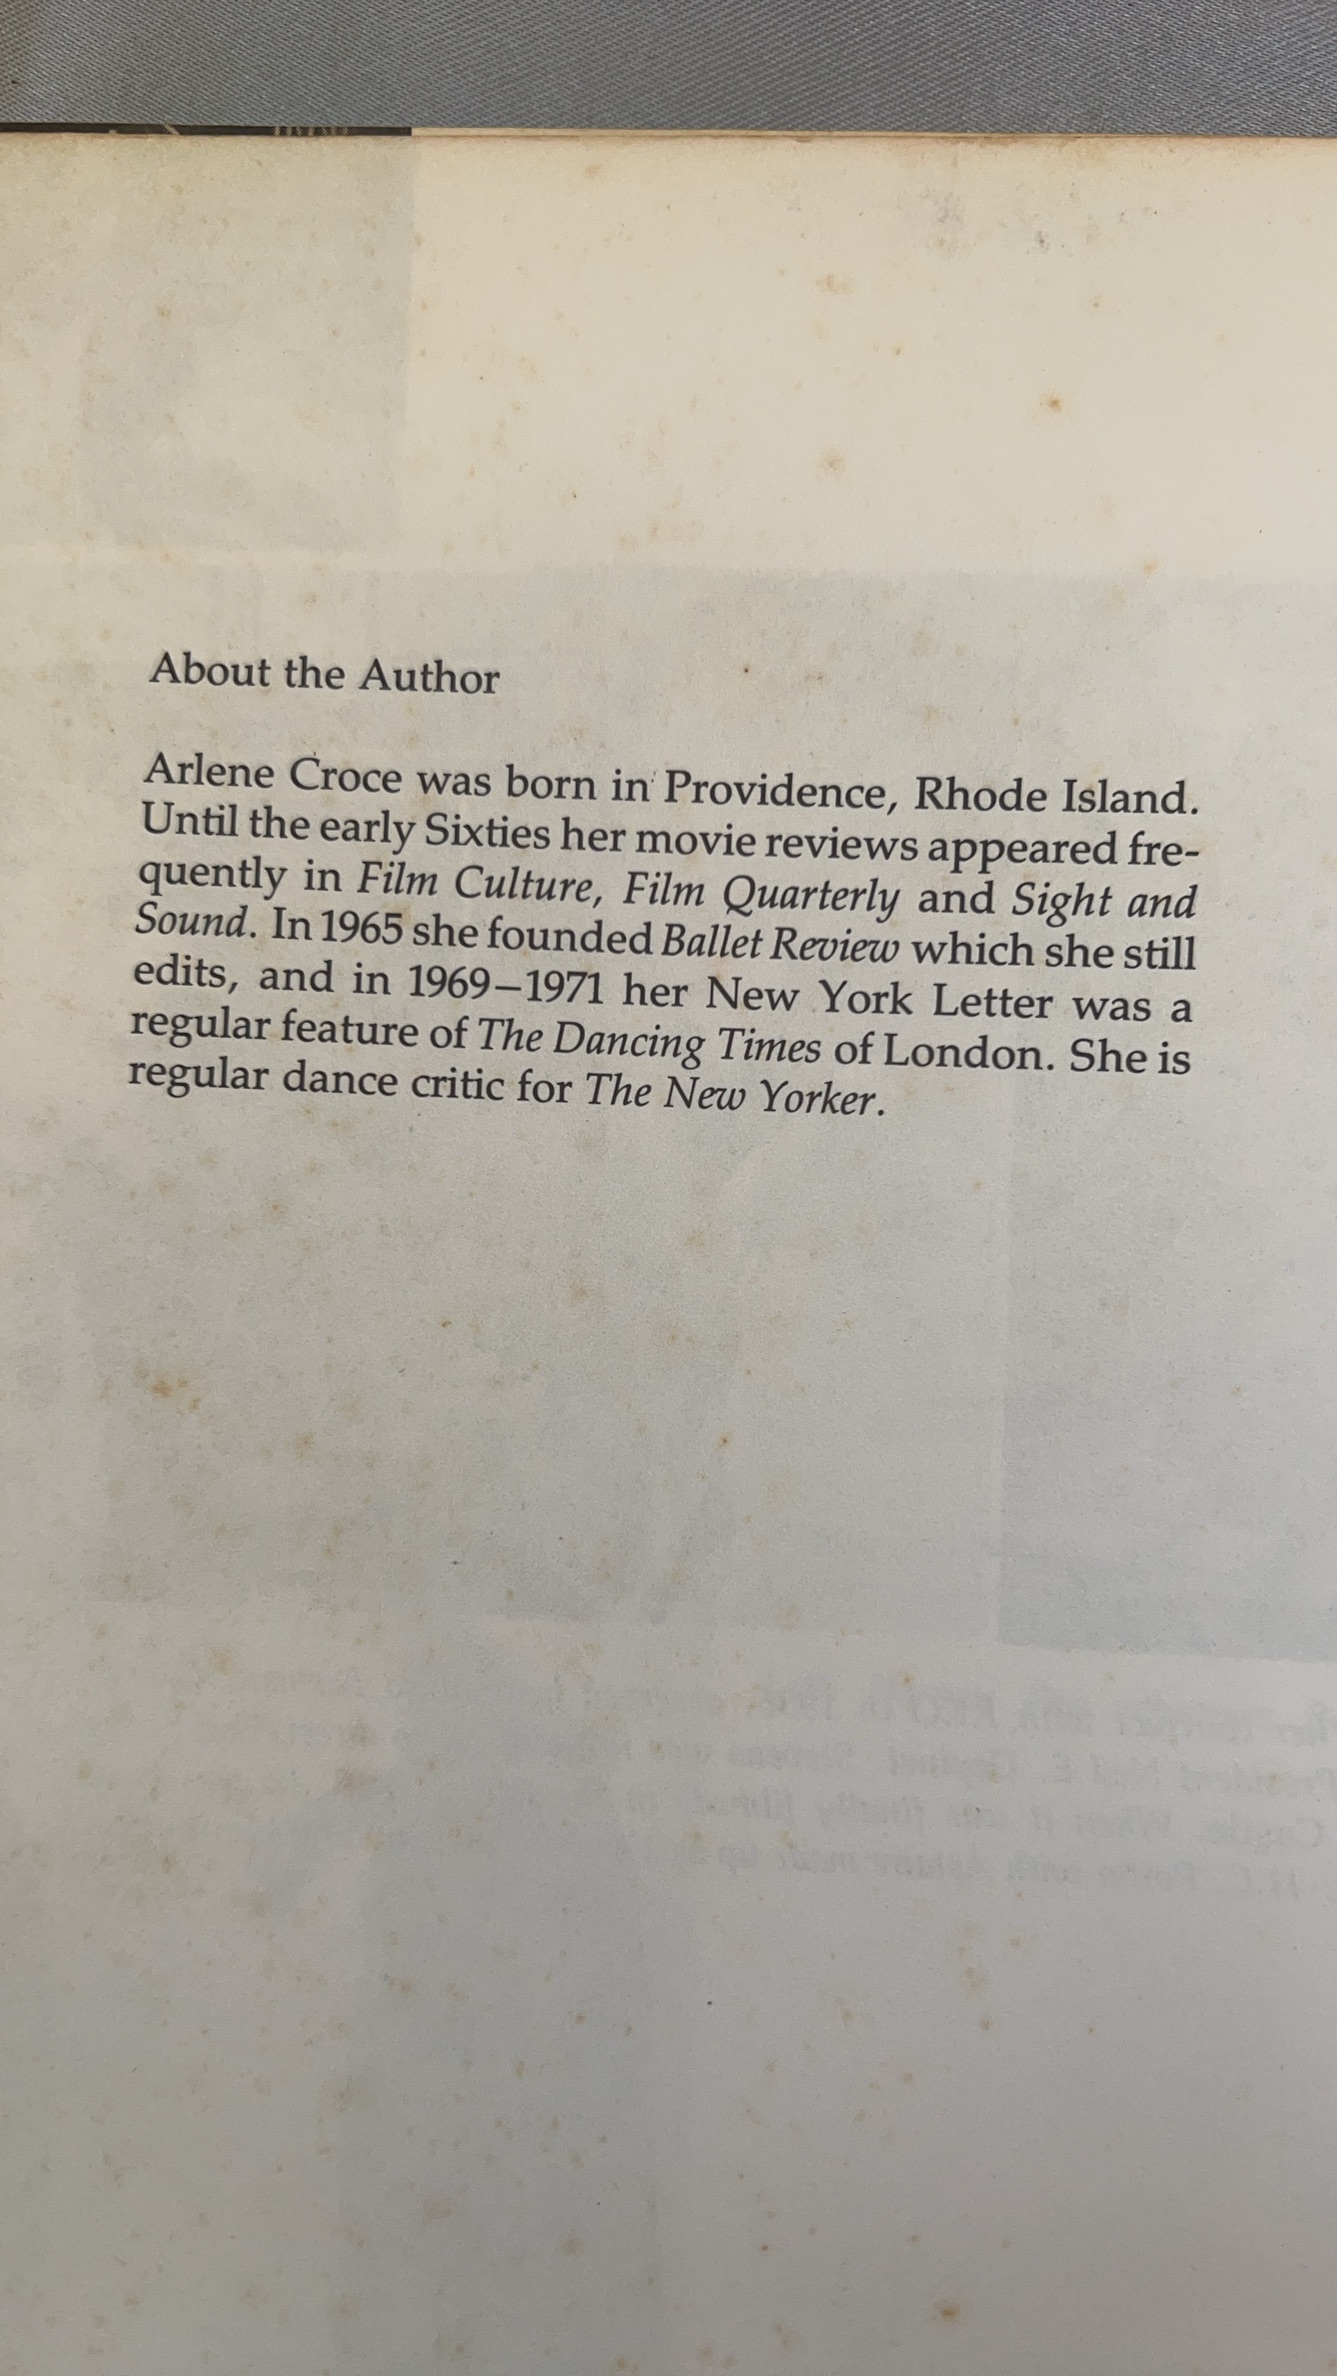 About the Author
Arlene Croce was born in Providence, Rhode Island.
Until the early Sixties her movie reviews appeared fre-
quently in Film Culture, Film Quarterly and Sight and
Sound. In 1965 she founded Ballet Review which she still
edits, and in 1969–1971 her New York Letter was a
regular feature of The Dancing Times of London. She is
regular dance critic for The New Yorker.